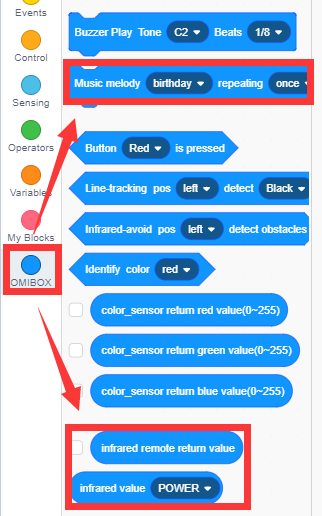 Events
Control
Sensing
Operators
Variables
My Blocks
OMIBOX
Buzzer Play Tone C2 Beats 1/8
Music melody birthday repeating once
Button Red is pressed
Line-tracking pos left detect Black
Infrared-avoid pos left detect obstacles
Identify color red
color_sensor return red value(0~255)
color_sensor return green value(0~255)
color_sensor return blue value(0~255)
infrared remote return value
infrared value POWER